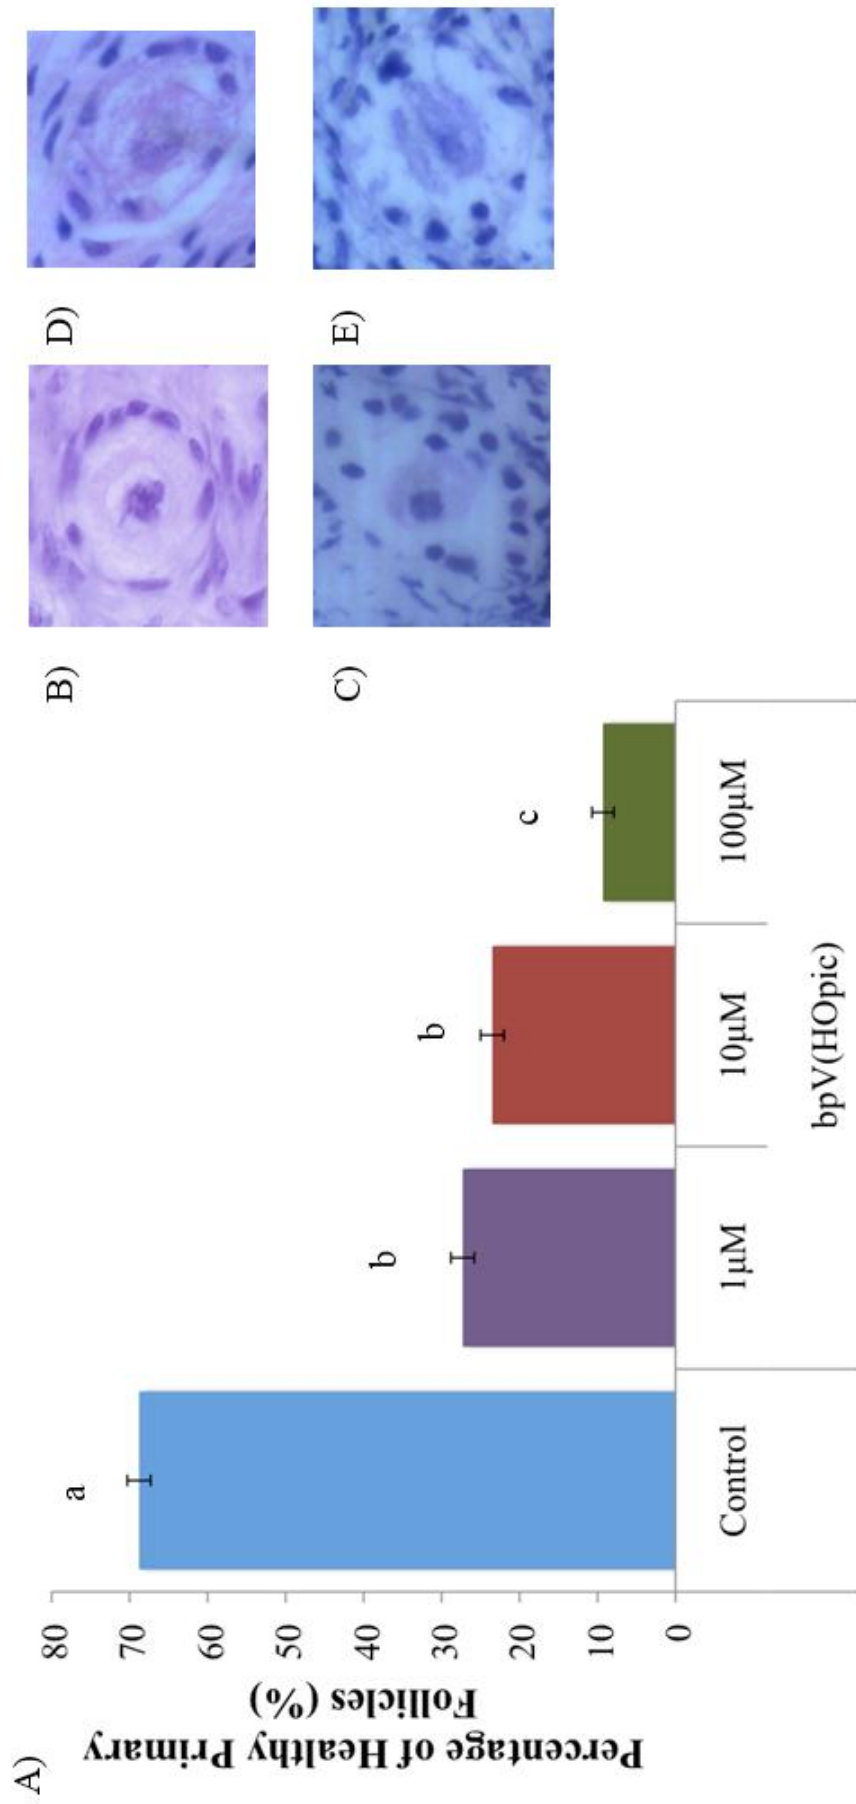 A)
Percentage of Healthy Primary
Follicles (%)
80
70
60
50
40
30
20
10
0
a
b
b
c
Control
1μM
10μM
100μM
bpV(HOpic)
B)
D)
C)
E)